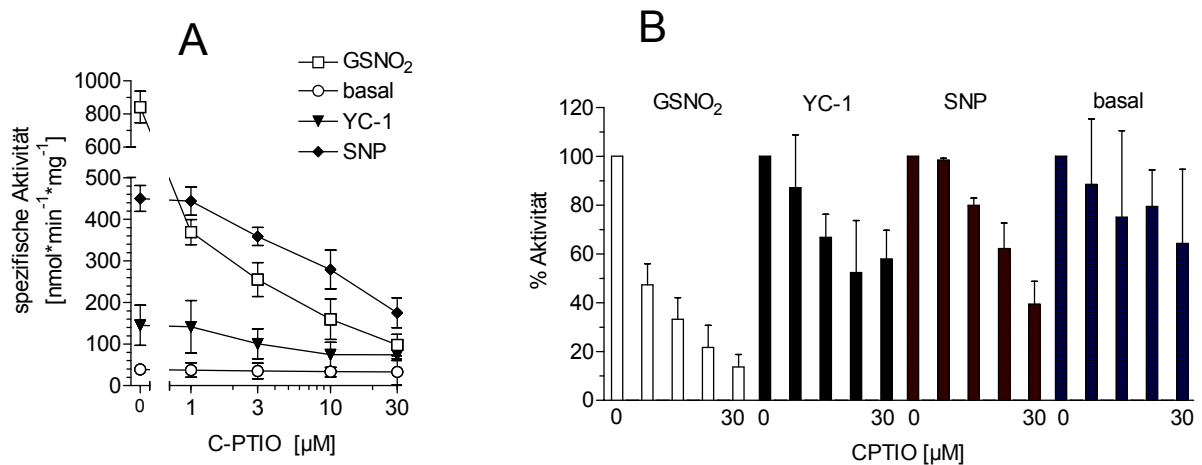 A
GSNO₂
basal
YC-1
SNP
spezifische Aktivität
[nmol*min⁻¹*mg⁻¹]
1000
800
600
500
400
300
200
100
0
0
1
3
10
30
C-PTIO [µM]
B
GSNO₂
YC-1
SNP
basal
% Aktivität
120
100
80
60
40
20
0
0
30
0
30
0
30
0
30
CPTIO [µM]